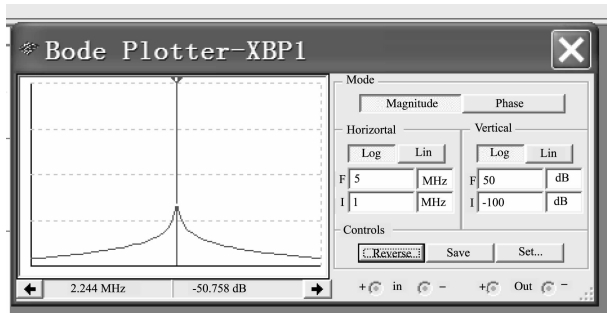 Bode Plotter-XBP1
Mode
Magnitude Phase
Horizortal Vertical
Log Lin Log Lin
F 5 MHz F 50 dB
I 1 MHz I -100 dB
Controls
Reverse Save Set...
2.244 MHz -50.758 dB + in - + Out -